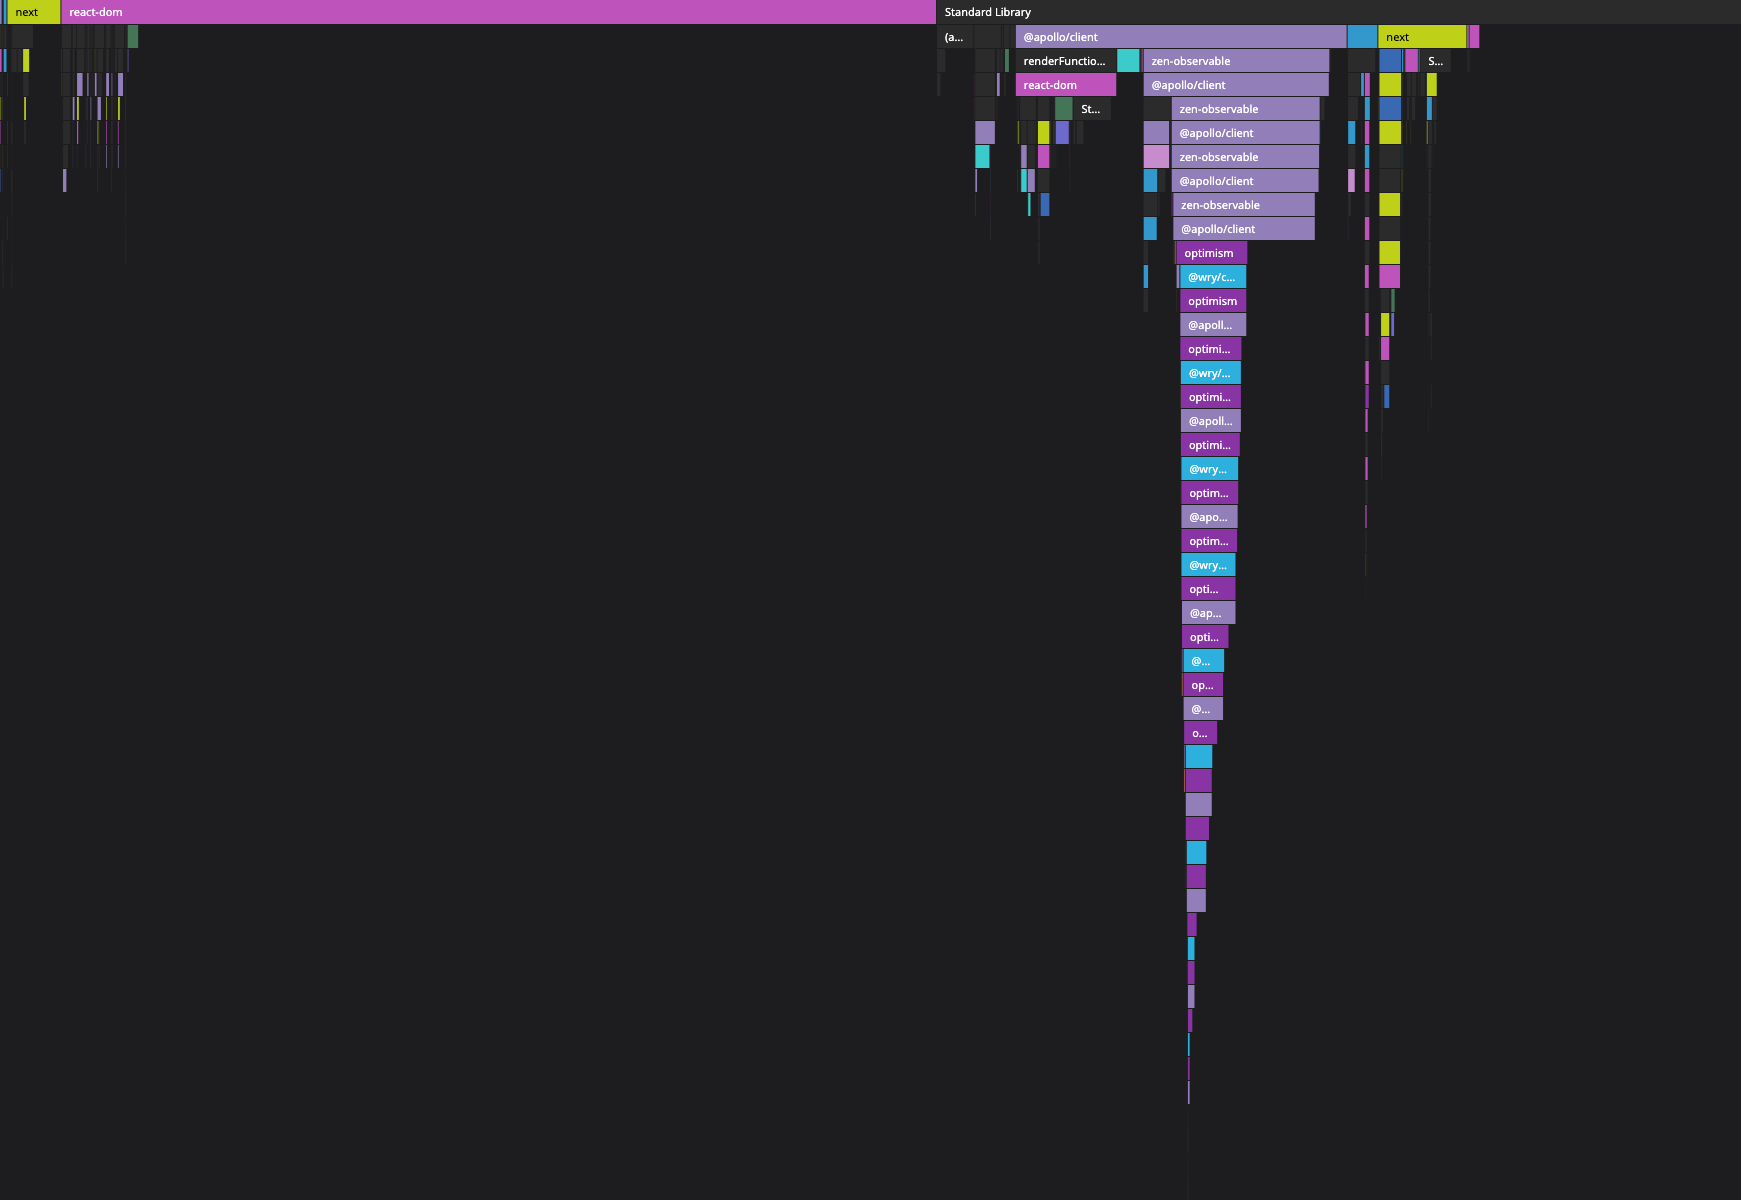 next react-dom Standard Library
(a... @apollo/client next
renderFunctio... zen-observable S...
react-dom @apollo/client
St... zen-observable
@apollo/client
zen-observable
@apollo/client
zen-observable
@apollo/client
optimism
@wry/c...
optimism
@apoll...
optimi...
@wry/...
optimi...
@apoll...
optimi...
@wry...
optim...
@apo...
optim...
@wry...
opti...
@ap...
opti...
@...
op...
@...
o...